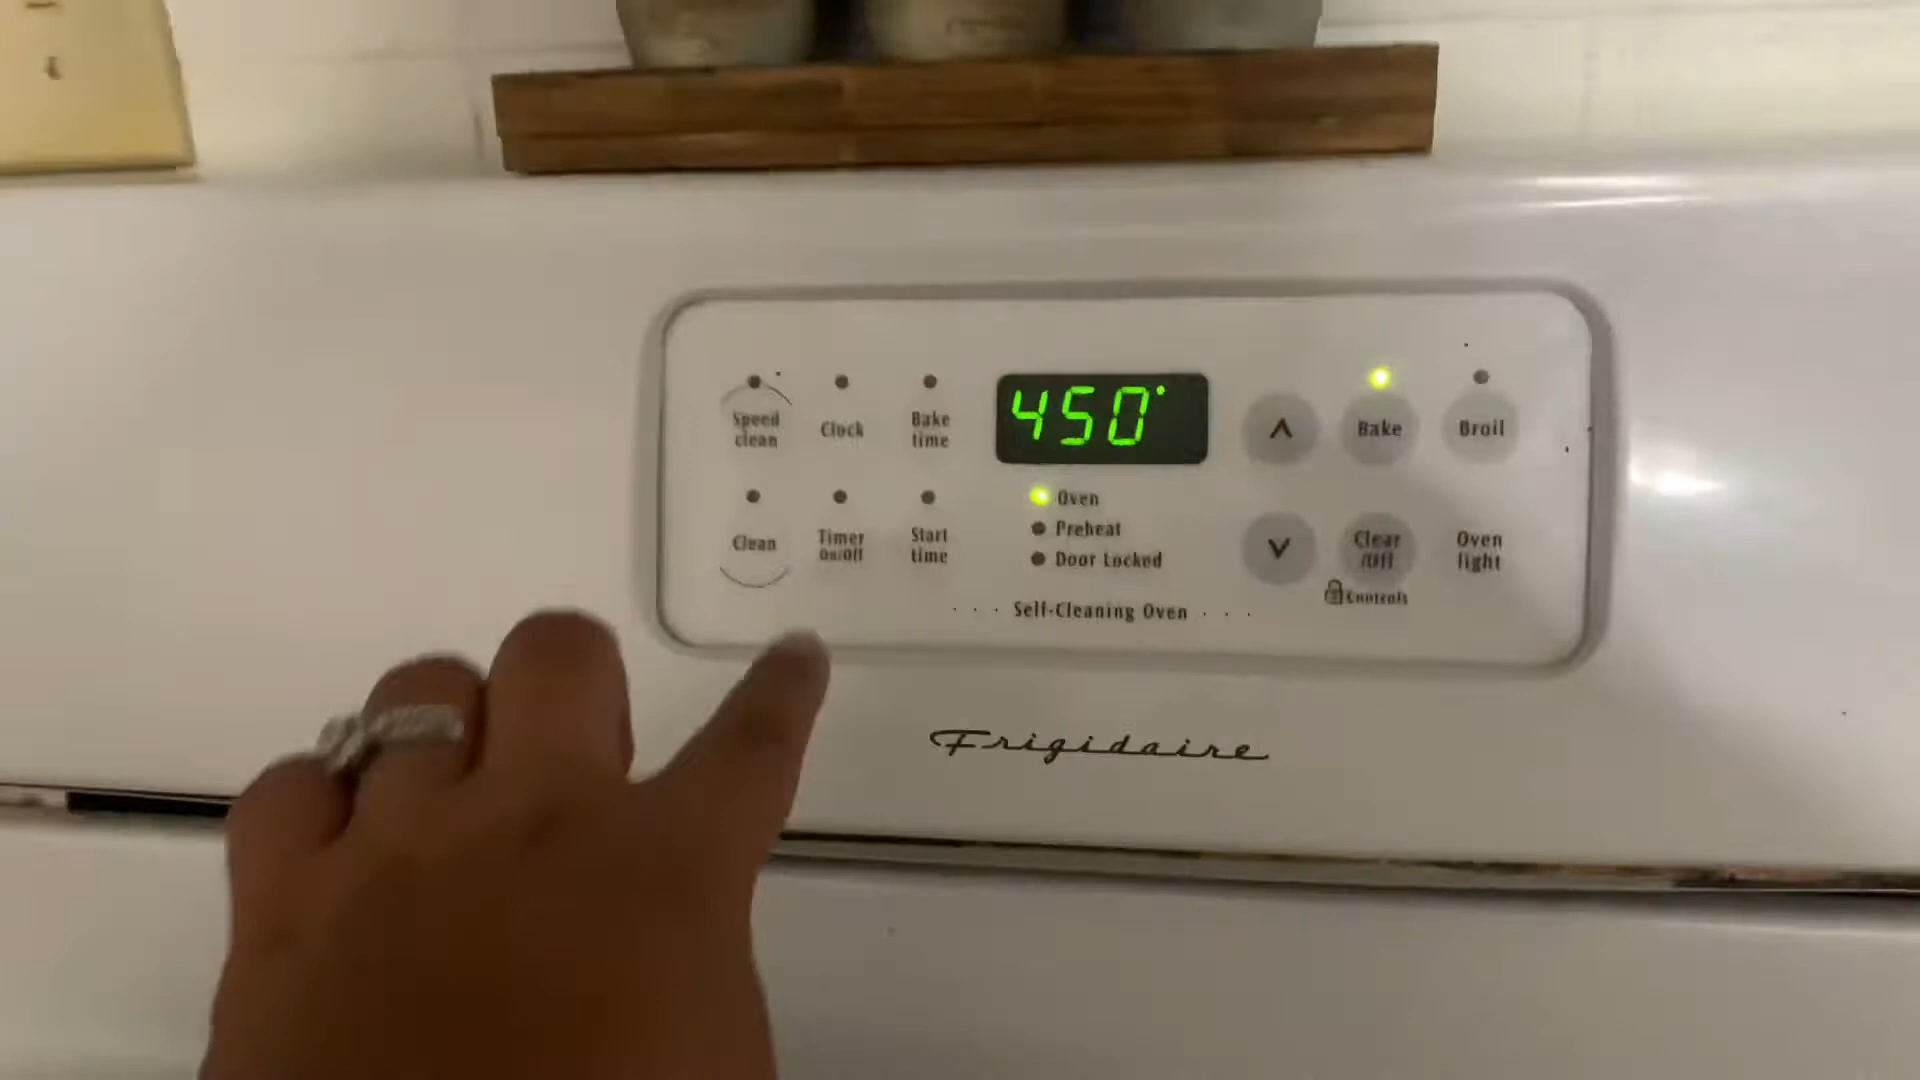 Speed
clean
Clock
Bake
time
450°
Bake
Broil
Clean
Timer
On/Off
Start
time
Oven
Preheat
Door Locked
Clear
/Off
Controls
Oven
light
Self-Cleaning Oven
Frigidaire